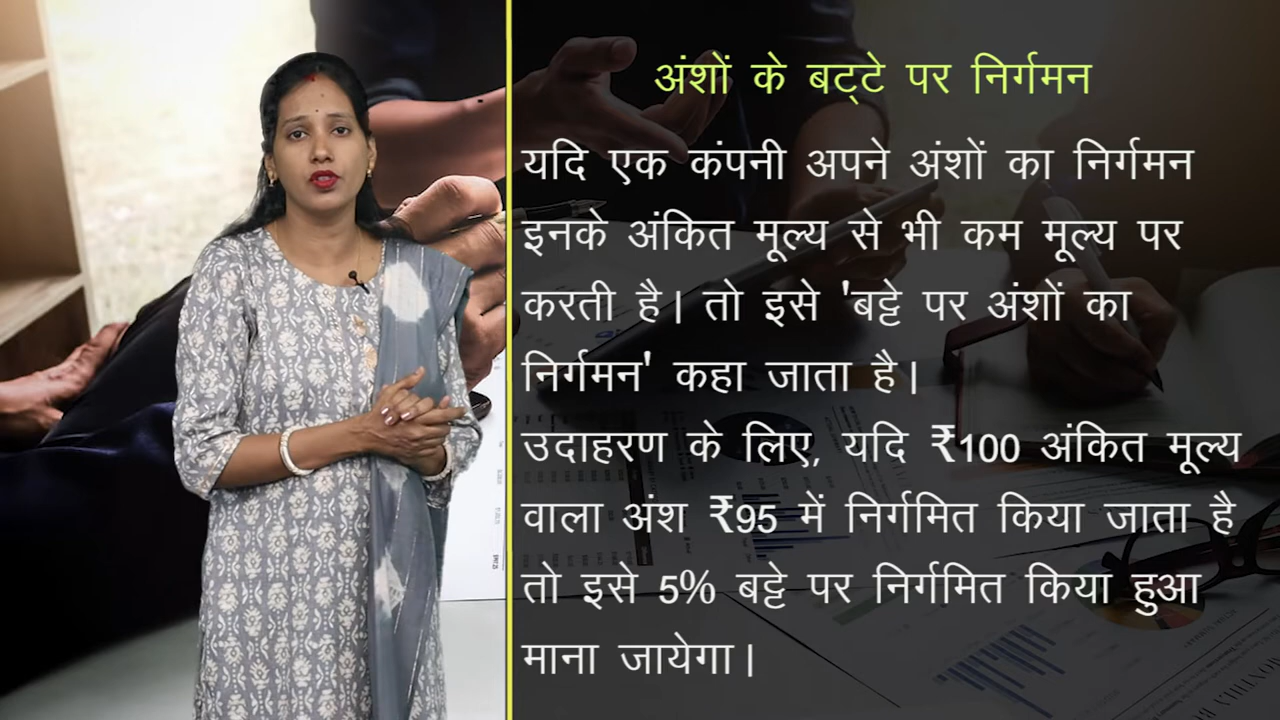 अंशों के बट्टे पर निर्गमन
यदि एक कंपनी अपने अंशों का निर्गमन
इनके अंकित मूल्य से भी कम मूल्य पर
करती है। तो इसे 'बट्टे पर अंशों का
निर्गमन' कहा जाता है।
उदाहरण के लिए, यदि ₹100 अंकित मूल्य
वाला अंश ₹95 में निर्गमित किया जाता है
तो इसे 5% बट्टे पर निर्गमित किया हुआ
माना जायेगा।